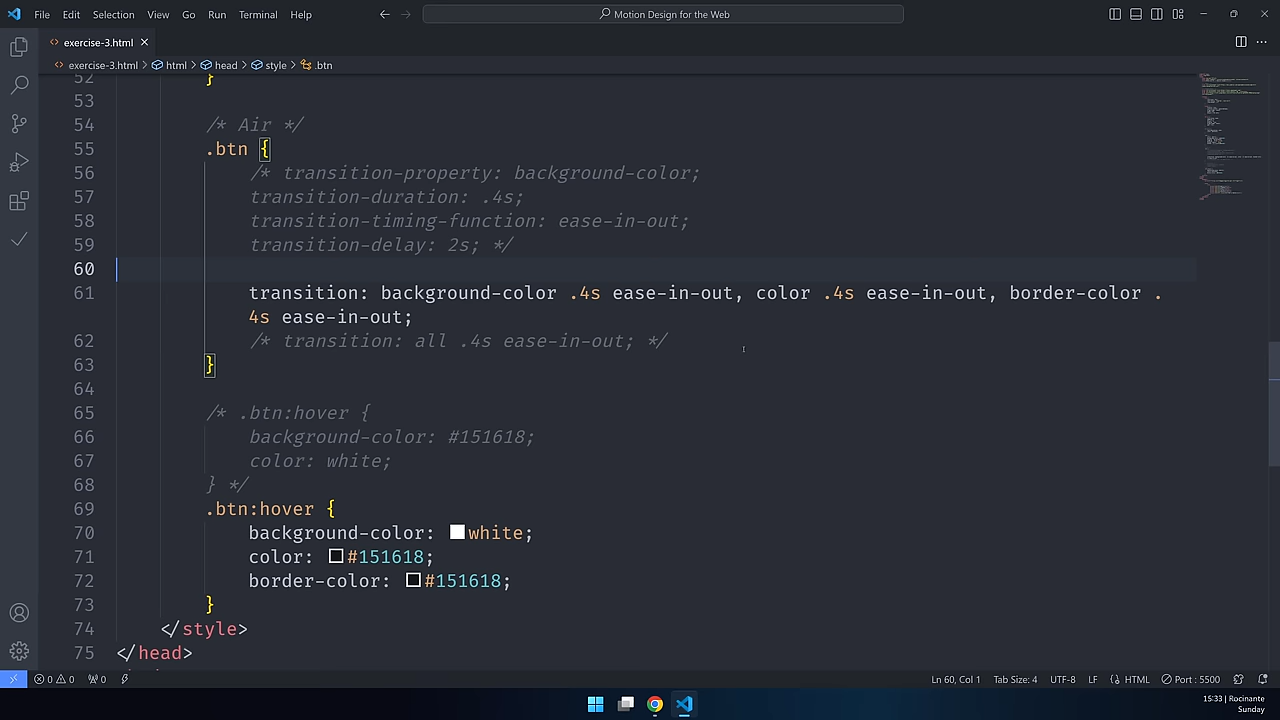 File Edit Selection View Go Run Terminal Help
Motion Design for the Web
exercise-3.html
exercise-3.html > html > head > style > .btn
52 }
53
54 /* Air */
55 .btn {
56 /* transition-property: background-color;
57 transition-duration: .4s;
58 transition-timing-function: ease-in-out;
59 transition-delay: 2s; */
60
61 transition: background-color .4s ease-in-out, color .4s ease-in-out, border-color .
4s ease-in-out;
62 /* transition: all .4s ease-in-out; */
63 }
64
65 /* .btn:hover {
66 background-color: #151618;
67 color: white;
68 } */
69 .btn:hover {
70 background-color: white;
71 color: #151618;
72 border-color: #151618;
73 }
74 </style>
75 </head>
0 0 0 Ln 60, Col 1 Tab Size: 4 UTF-8 LF HTML Port : 5500
15:33 | Rocinante
Sunday